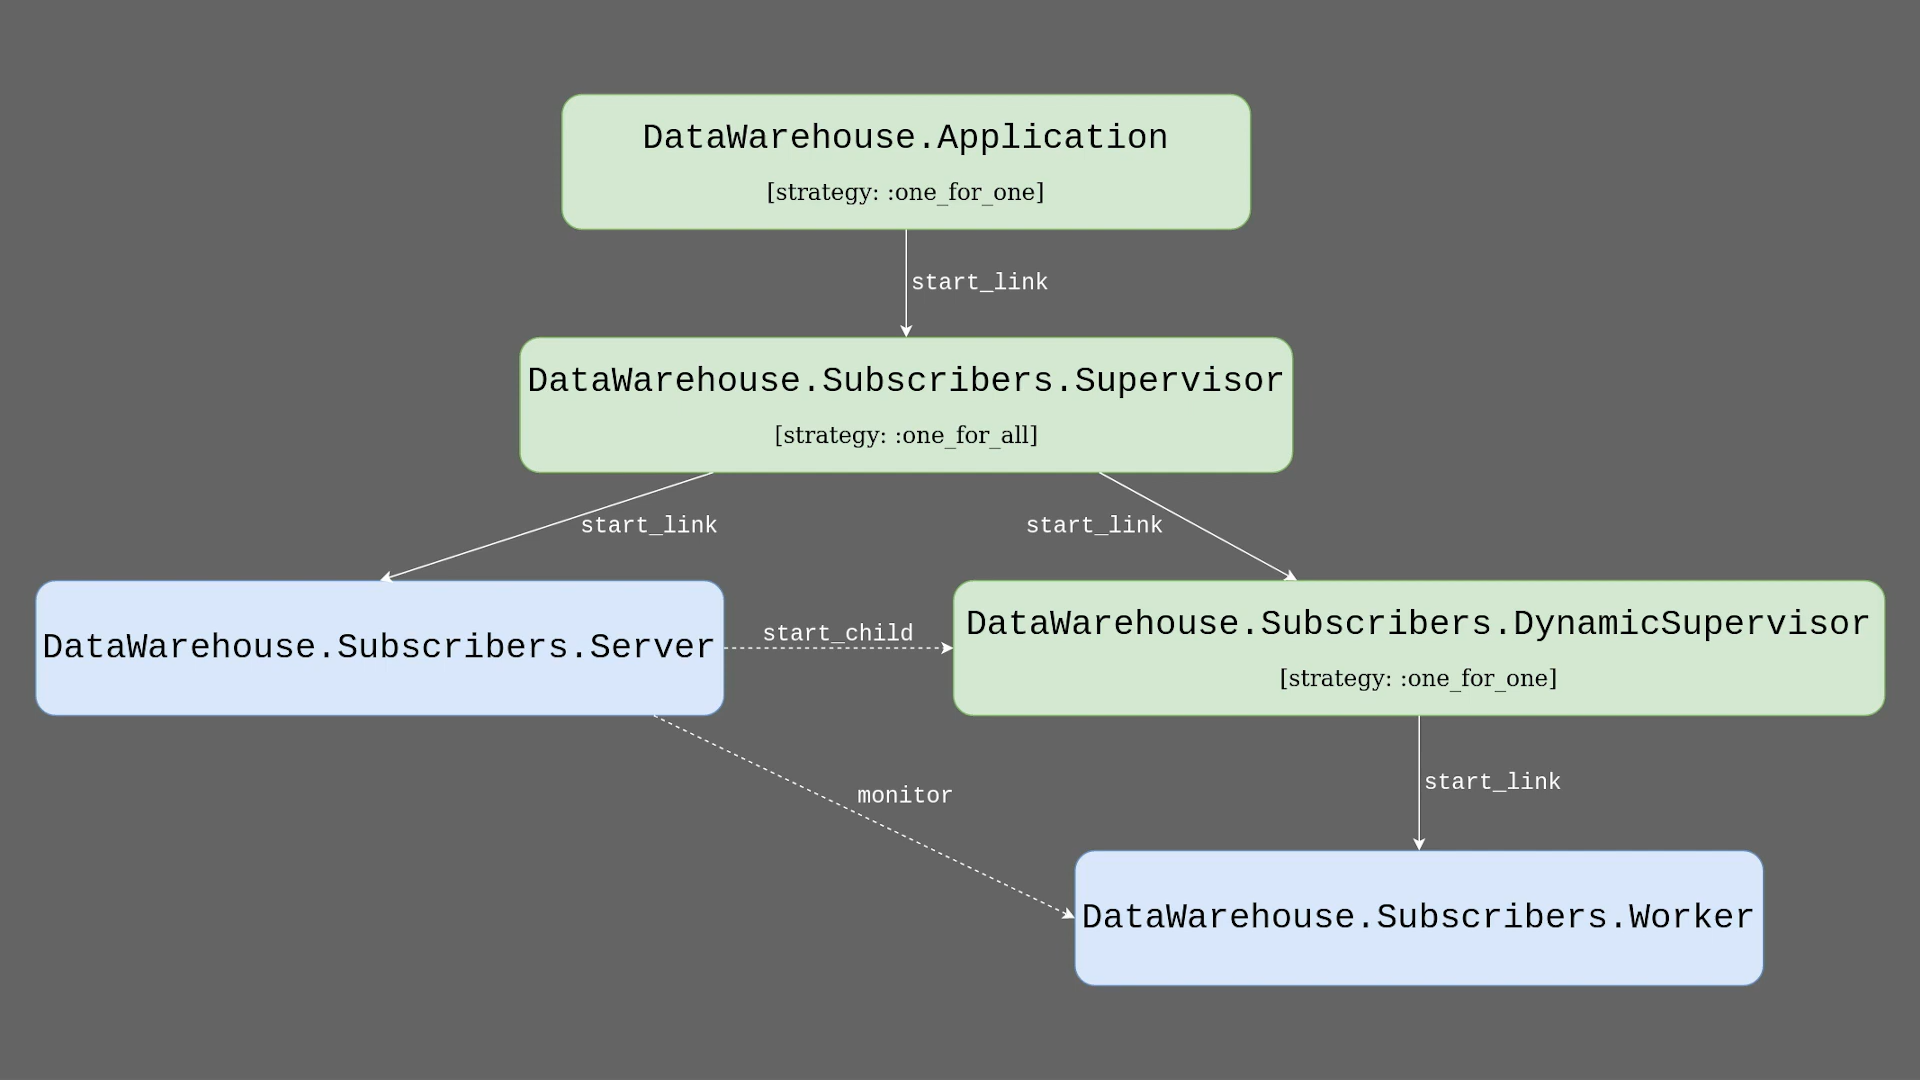 DataWarehouse.Application
[strategy: :one_for_one]
start_link
DataWarehouse.Subscribers.Supervisor
[strategy: :one_for_all]
start_link
start_link
DataWarehouse.Subscribers.Server
start_child
DataWarehouse.Subscribers.DynamicSupervisor
[strategy: :one_for_one]
monitor
start_link
DataWarehouse.Subscribers.Worker